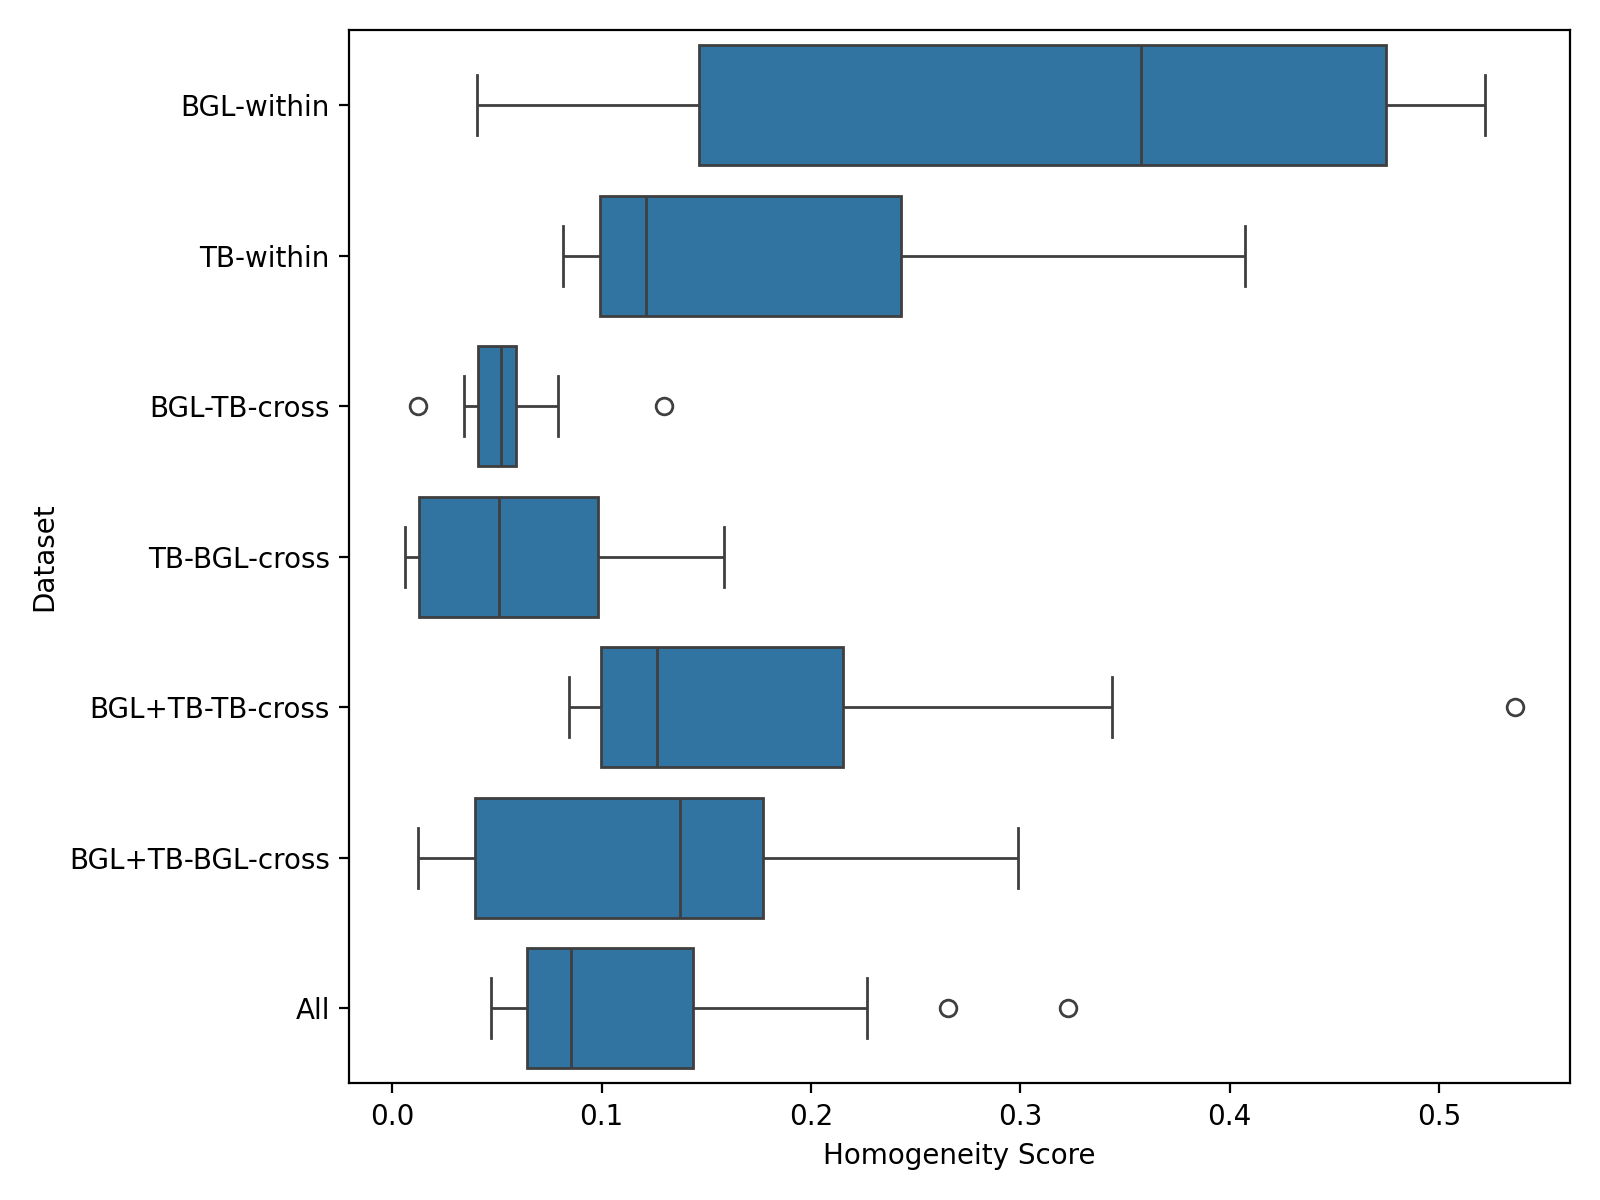 BGL-within
TB-within
BGL-TB-cross
TB-BGL-cross
BGL+TB-TB-cross
BGL+TB-BGL-cross
All
Dataset
0.0 0.1 0.2 0.3 0.4 0.5
Homogeneity Score